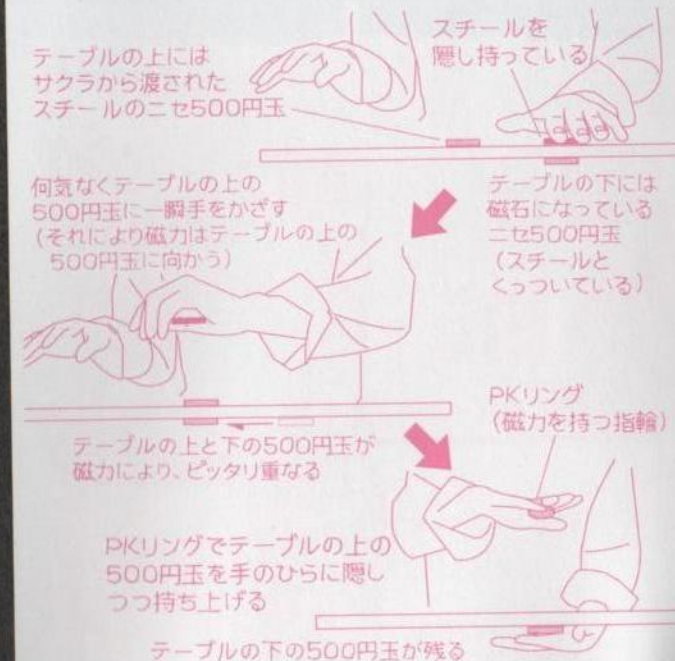 テーブルの上には
サクラから渡された
スチールのニセ500円玉
スチールを
隠し持っている
何気なくテーブルの上の
500円玉に一瞬手をかざす
(それにより磁力はテーブルの上の
500円玉に向かう)
テーブルの下には
磁石になっている
ニセ500円玉
(スチールと
くっついている)
テーブルの上と下の500円玉が
磁力により、ピッタリ重なる
PKリング
(磁力を持つ指輪)
PKリングでテーブルの上の
500円玉を手のひらに隠し
つつ持ち上げる
テーブルの下の500円玉が残る